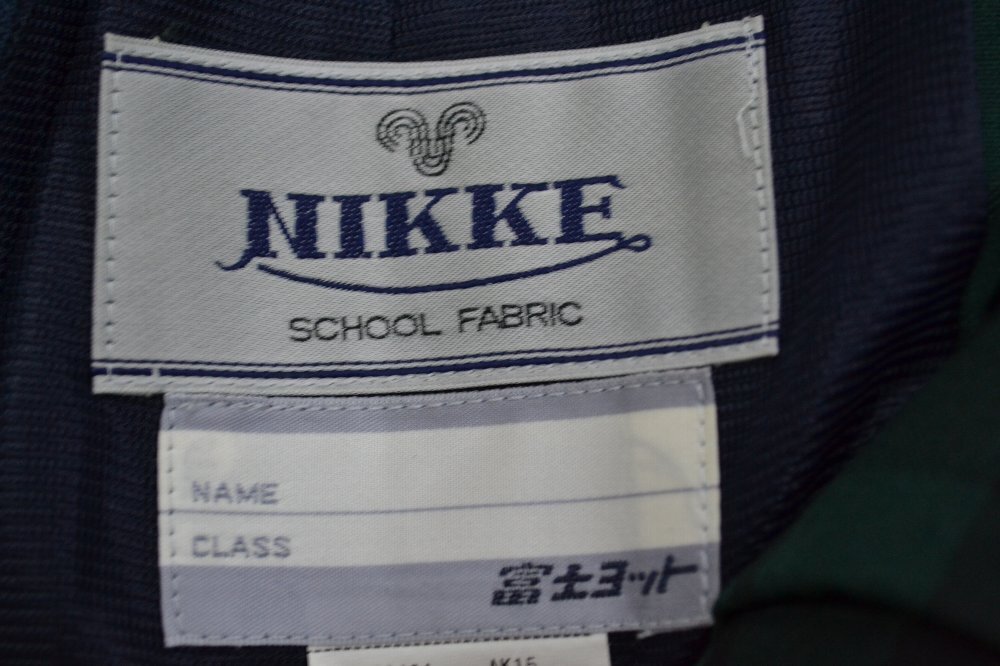 NIKKE
SCHOOL FABRIC
NAME
CLASS
富士ヨット